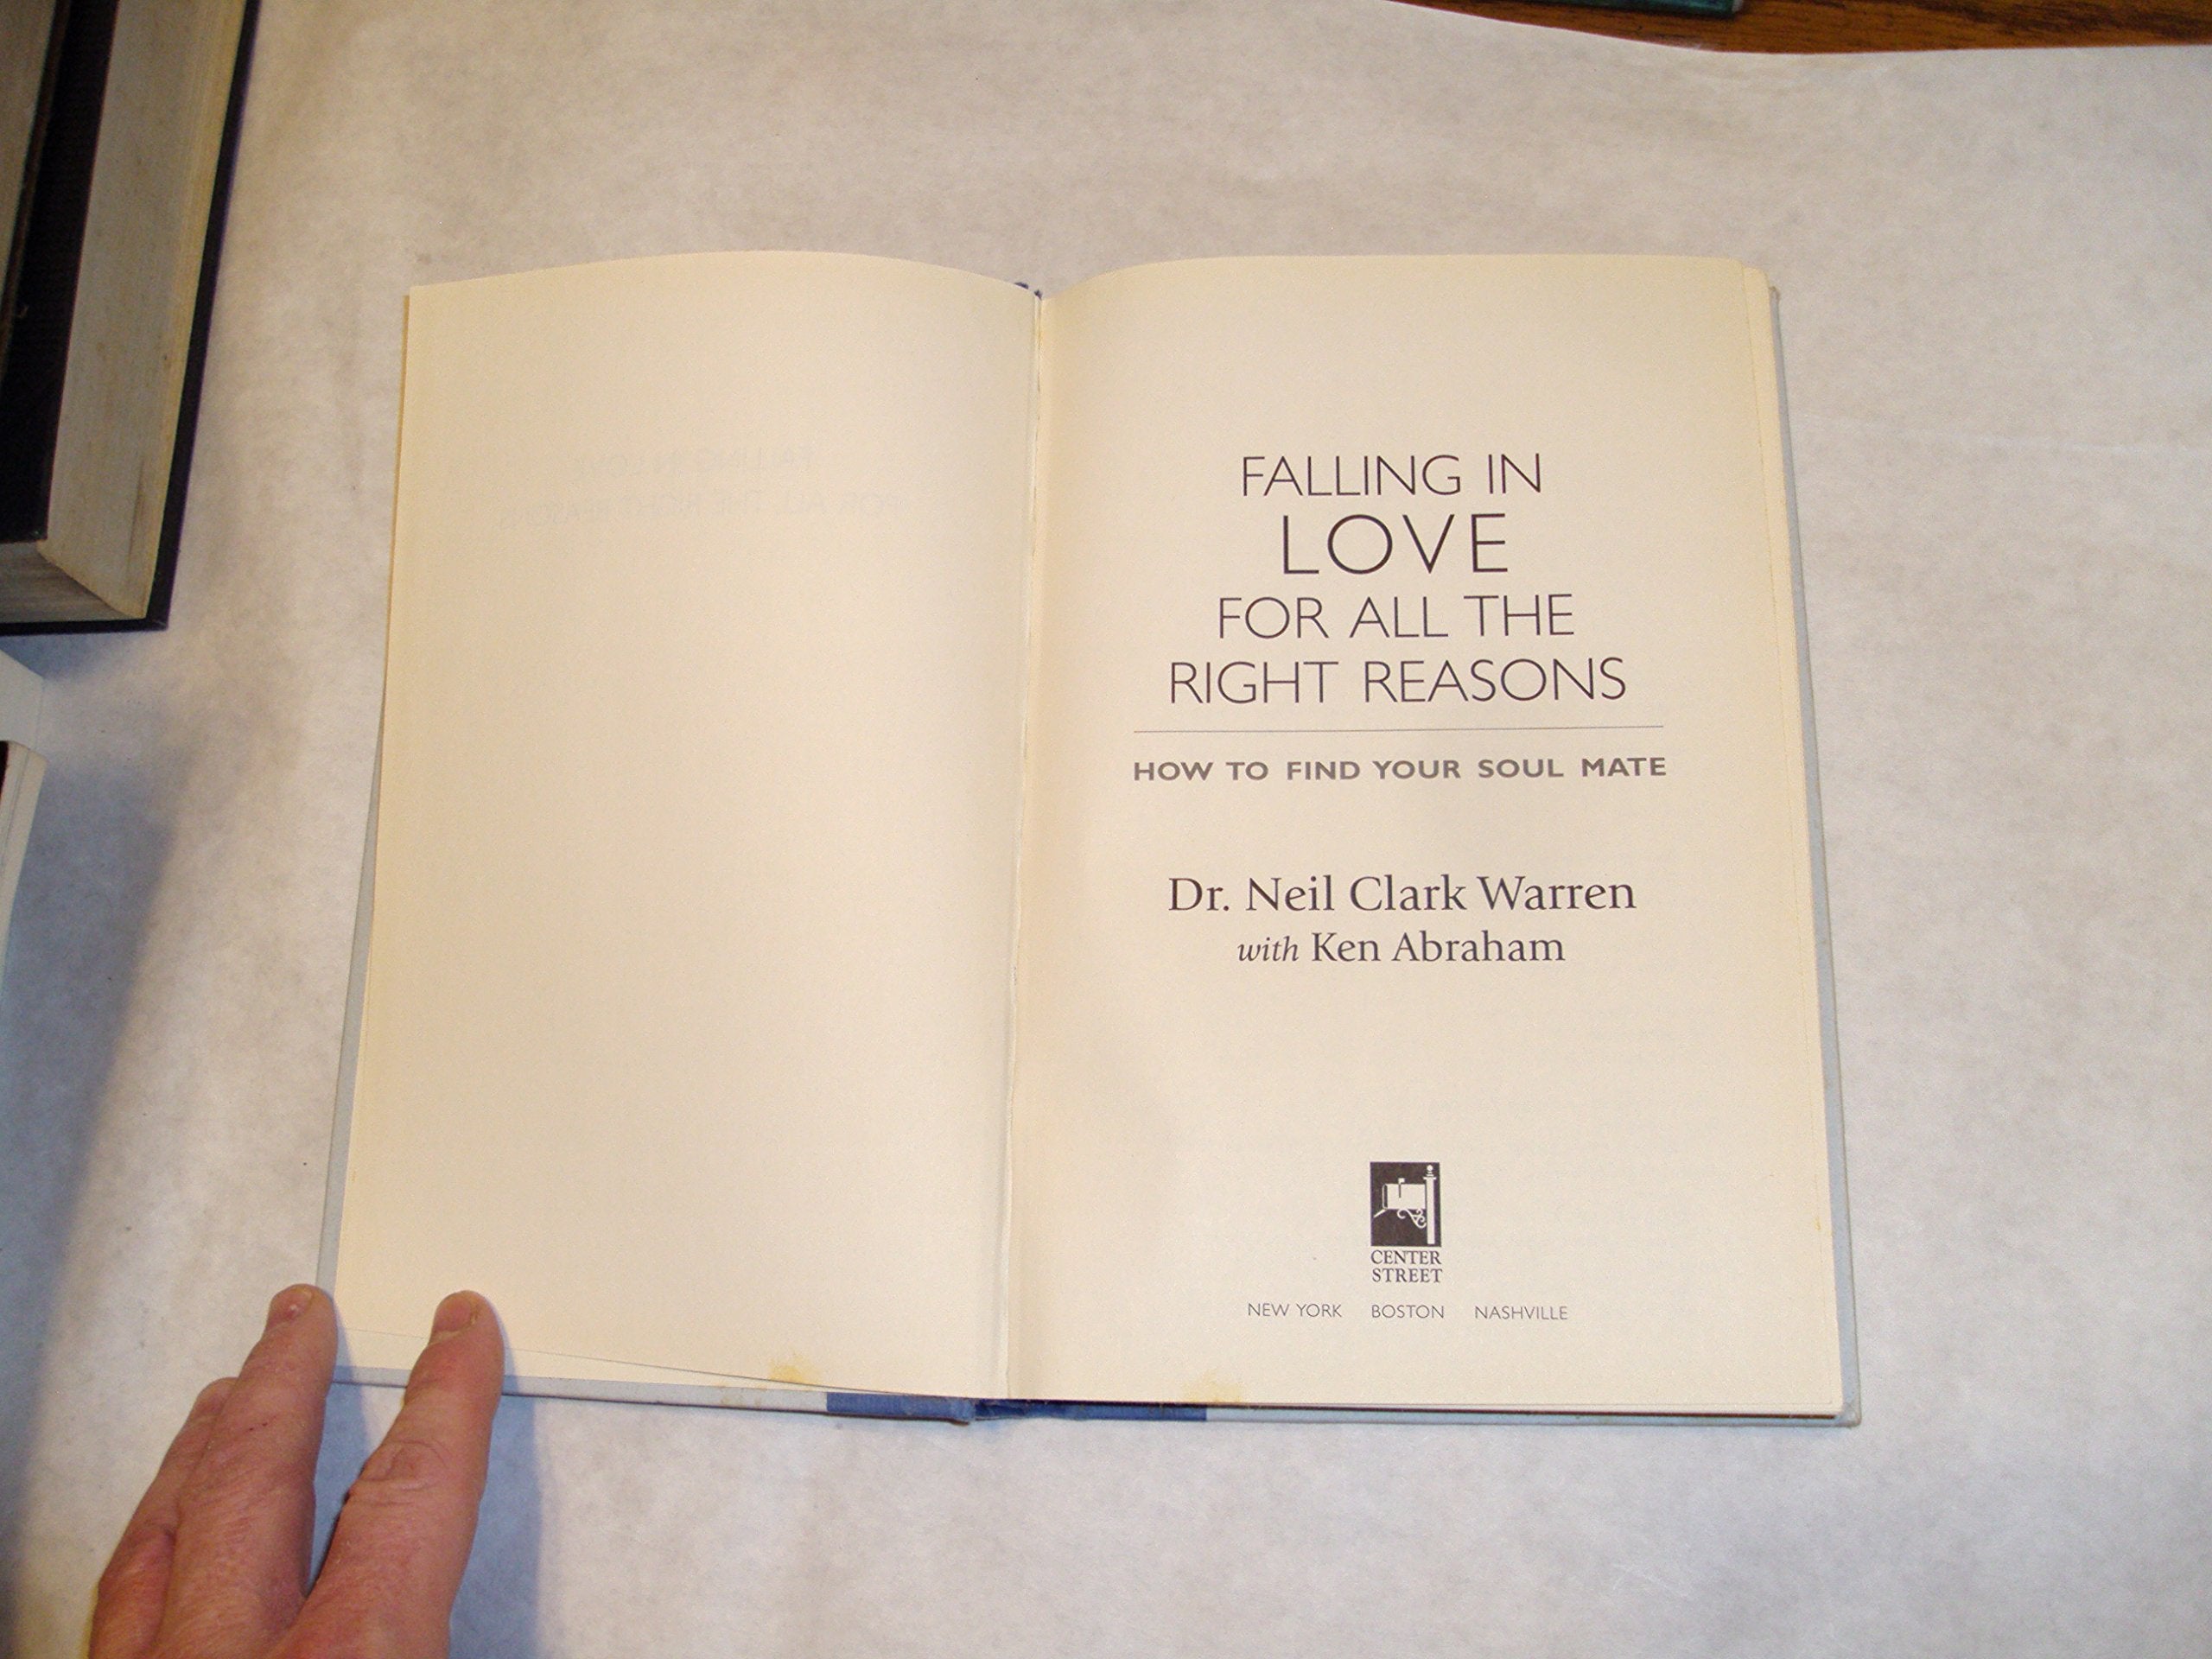 FALLING IN
LOVE
FOR ALL THE
RIGHT REASONS
HOW TO FIND YOUR SOUL MATE
Dr. Neil Clark Warren
with Ken Abraham
CENTER
STREET
NEW YORK BOSTON NASHVILLE